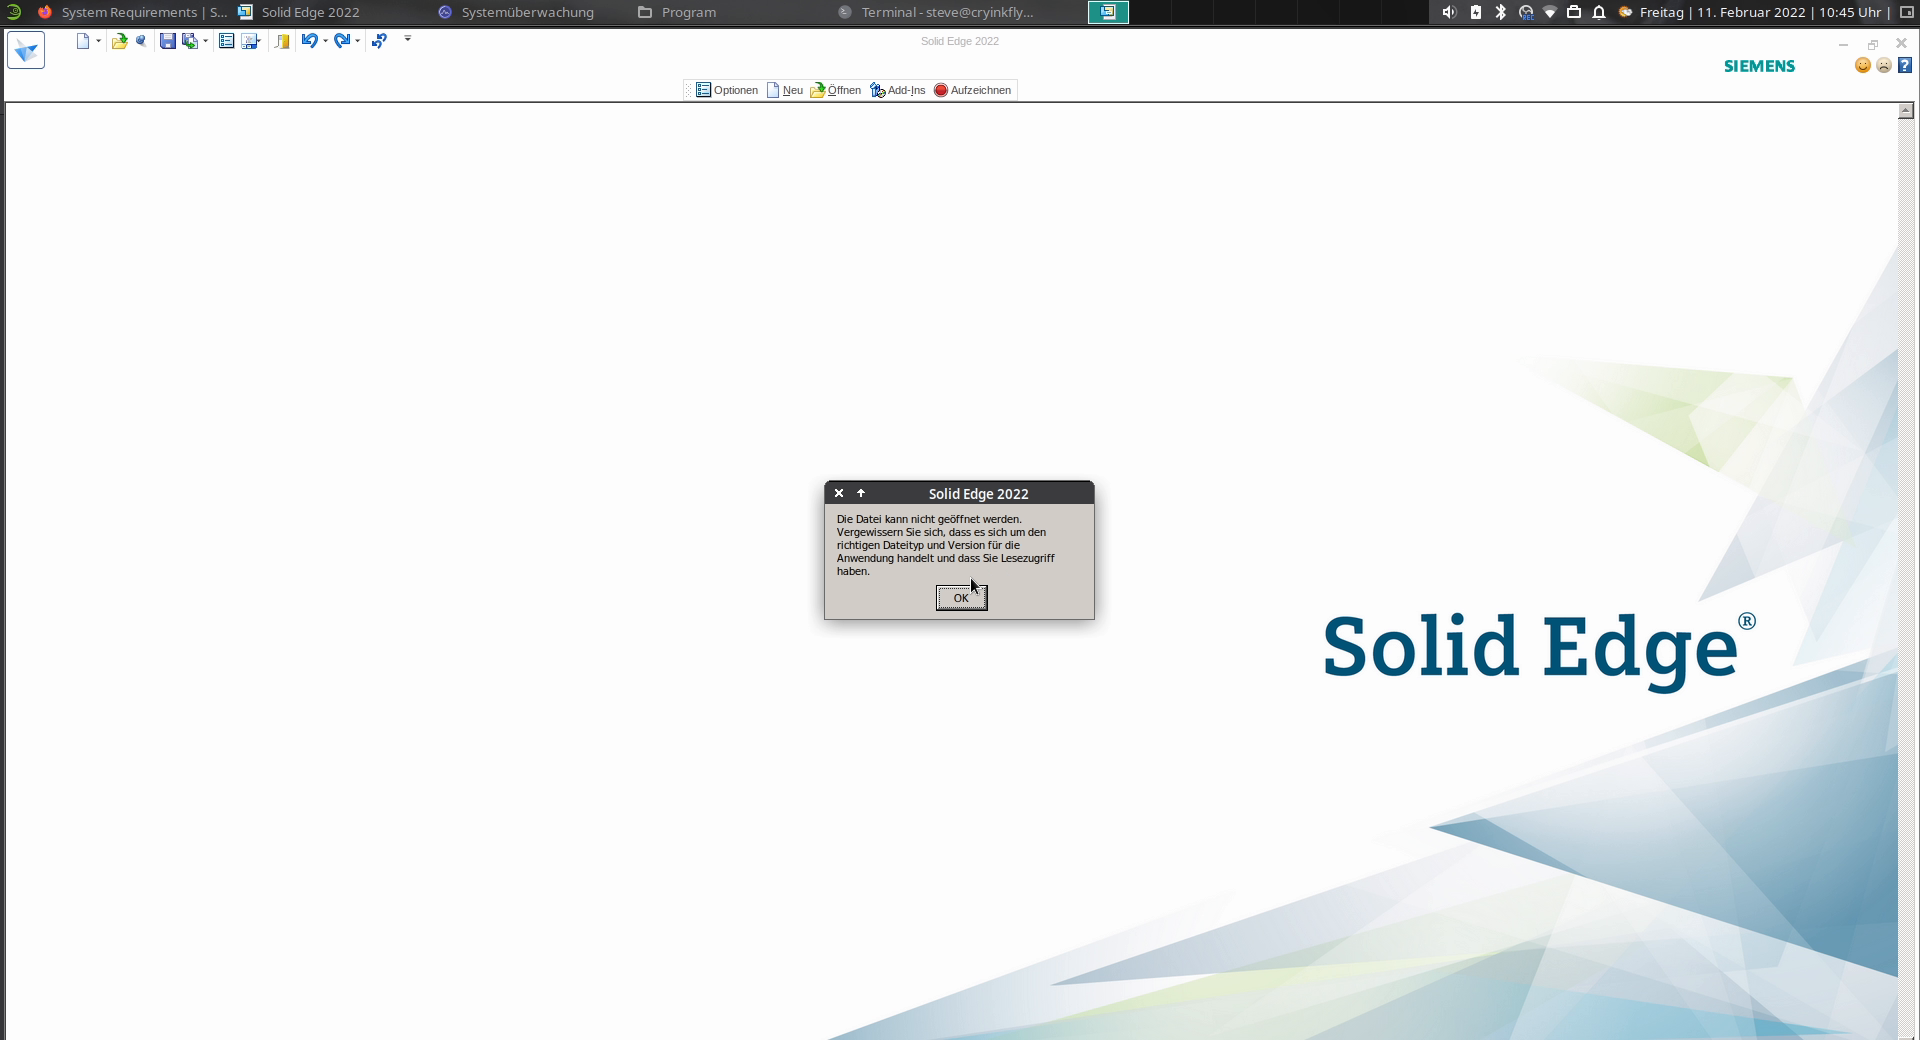 System Requirements | S...
Solid Edge 2022
Systemüberwachung
Program
Terminal - steve@cryinkfly...
Freitag | 11. Februar 2022 | 10:45 Uhr |
Solid Edge 2022
SIEMENS
Optionen
Neu
Öffnen
Add-Ins
Aufzeichnen
Solid Edge 2022
Die Datei kann nicht geöffnet werden.
Vergewissern Sie sich, dass es sich um den
richtigen Dateityp und Version für die
Anwendung handelt und dass Sie Lesezugriff
haben.
OK
Solid Edge®